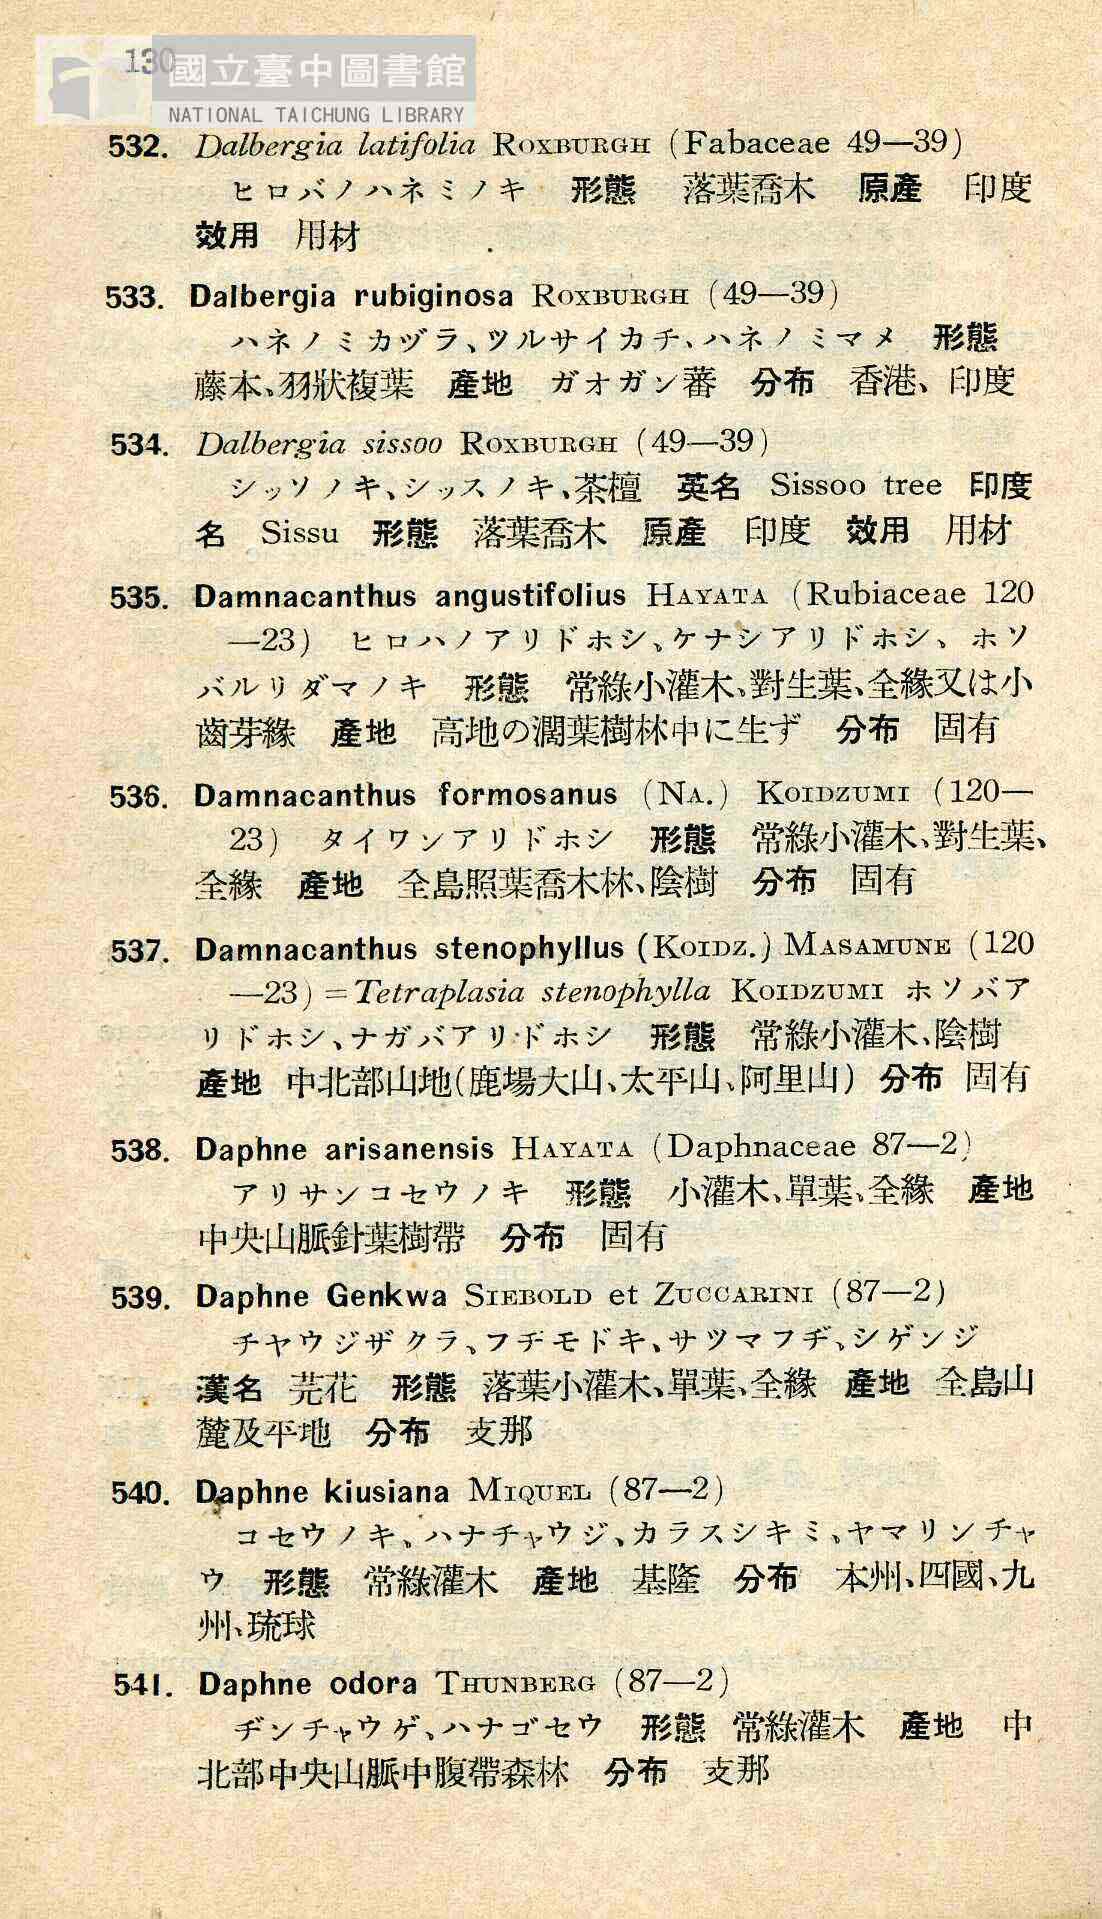 130
國立臺中圖書館
NATIONAL TAICHUNG LIBRARY
532. Dalbergia latifolia ROXBURGH (Fabaceae 49—39)
ヒロバノハネミノキ 形態 落葉喬木 原產 印度
效用 用材
533. Dalbergia rubiginosa ROXBURGH (49—39)
ハネノミカヅラ、ツルサイカチ、ハネノミマメ 形態
藤本、羽狀複葉 產地 ガオガン蕃 分布 香港、印度
534. Dalbergia sissoo ROXBURGH (49—39)
シッソノキ、シッスノキ、茶檀 英名 Sissoo tree 印度
名 Sissu 形態 落葉喬木 原產 印度 效用 用材
535. Damnacanthus angustifolius HAYATA (Rubiaceae 120
—23) ヒロハノアリドホシ、ケナシアリドホシ、ホソ
バルリダマノキ 形態 常綠小灌木、對生葉、全緣又は小
齒芽緣 產地 高地の濶葉樹林中に生ず 分布 固有
536. Damnacanthus formosanus (NA.) KOIDZUMI (120—
23) タイワンアリドホシ 形態 常綠小灌木、對生葉、
全緣 產地 全島照葉喬木林、陰樹 分布 固有
537. Damnacanthus stenophyllus (KOIDZ.) MASAMUNE (120
—23) = Tetraplasia stenophylla KOIDZUMI ホソバア
リドホシ、ナガバアリドホシ 形態 常綠小灌木、陰樹
產地 中北部山地(鹿場大山、太平山、阿里山) 分布 固有
538. Daphne arisanensis HAYATA (Daphnaceae 87—2)
アリサンコセウノキ 形態 小灌木、單葉、全緣 產地
中央山脈針葉樹帶 分布 固有
539. Daphne Genkwa SIEBOLD et ZUCCARINI (87—2)
チヤウジザクラ、フヂモドキ、サツマフヂ、シゲンジ
漢名 芫花 形態 落葉小灌木、單葉、全緣 產地 全島山
麓及平地 分布 支那
540. Daphne kiusiana MIQUEL (87—2)
コセウノキ、ハナチャウジ、カラスシキミ、ヤマリンチャ
ウ 形態 常綠灌木 產地 基隆 分布 本州、四國、九
州、琉球
541. Daphne odora THUNBERG (87—2)
ヂンチャウゲ、ハナゴセウ 形態 常綠灌木 產地 中
北部中央山脈中腹帶森林 分布 支那